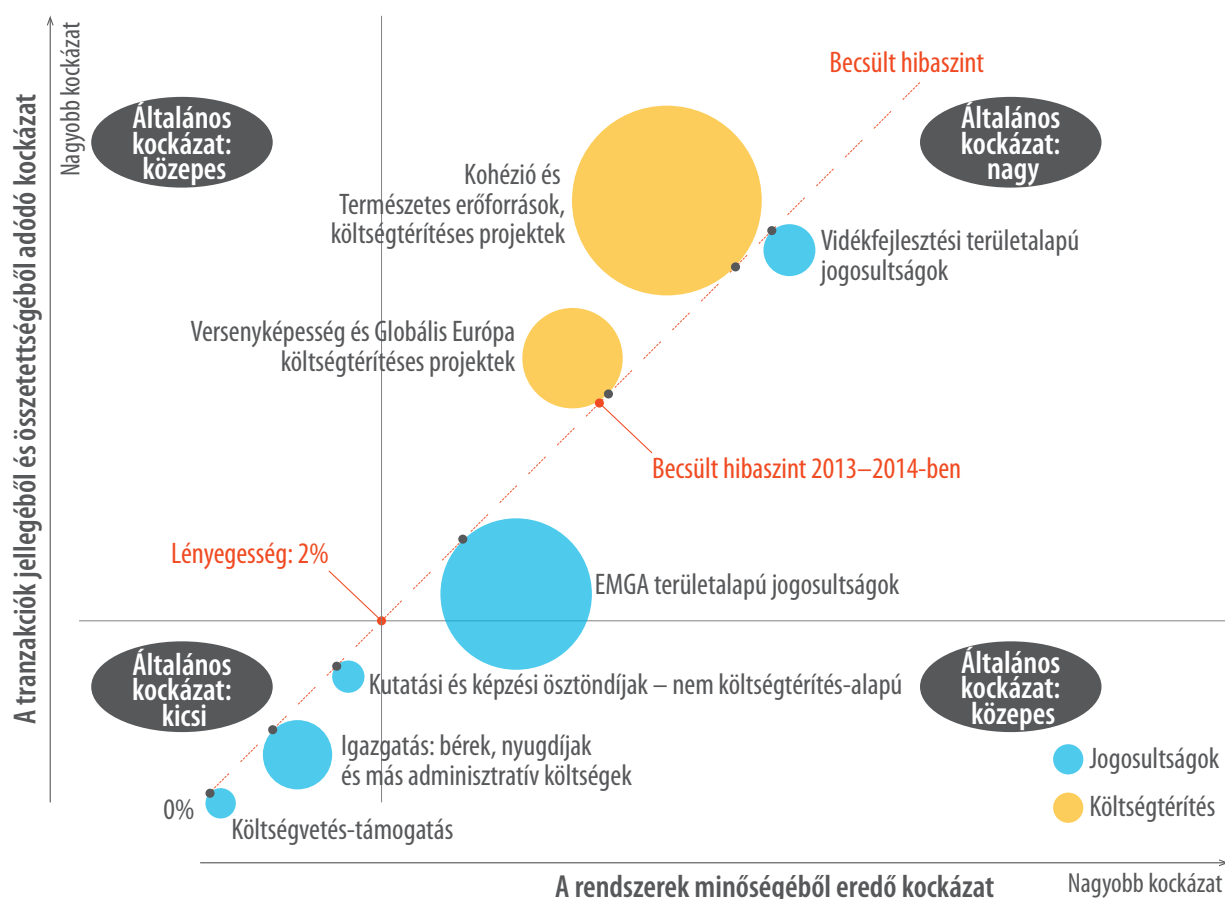 A tranzakciók jellegéből és összetettségéből adódó kockázat
Nagyobb kockázat
Általános
kockázat:
közepes
Becsült hibaszint
Általános
kockázat:
nagy
Kohézió és
Természetes erőforrások,
költségtérítéses projektek
Vidékfejlesztési területalapú
jogosultságok
Versenyképesség és Globális Európa
költségtérítéses projektek
Becsült hibaszint 2013–2014-ben
Lényegesség: 2%
EMGA területalapú jogosultságok
Általános
kockázat:
kicsi
Kutatási és képzési ösztöndíjak – nem költségtérítés-alapú
Általános
kockázat:
közepes
Igazgatás: bérek, nyugdíjak
és más adminisztratív költségek
Jogosultságok
Költségtérítés
0%
Költségvetés-támogatás
A rendszerek minőségéből eredő kockázat
Nagyobb kockázat